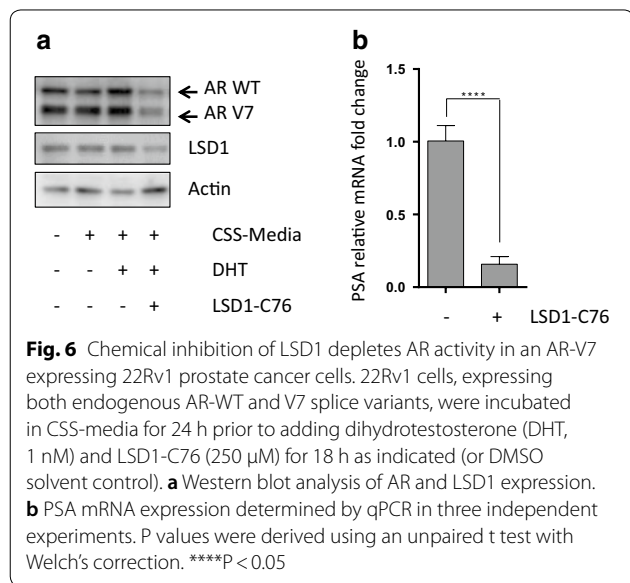 a
b
AR WT
AR V7
LSD1
Actin
- + + + CSS-Media
- - + + DHT
- - - + LSD1-C76
PSA relative mRNA fold change
****
1.5
1.0
0.5
0.0
- + LSD1-C76
Fig. 6 Chemical inhibition of LSD1 depletes AR activity in an AR-V7
expressing 22Rv1 prostate cancer cells. 22Rv1 cells, expressing
both endogenous AR-WT and V7 splice variants, were incubated
in CSS-media for 24 h prior to adding dihydrotestosterone (DHT,
1 nM) and LSD1-C76 (250 μM) for 18 h as indicated (or DMSO
solvent control). a Western blot analysis of AR and LSD1 expression.
b PSA mRNA expression determined by qPCR in three independent
experiments. P values were derived using an unpaired t test with
Welch's correction. ****P < 0.05